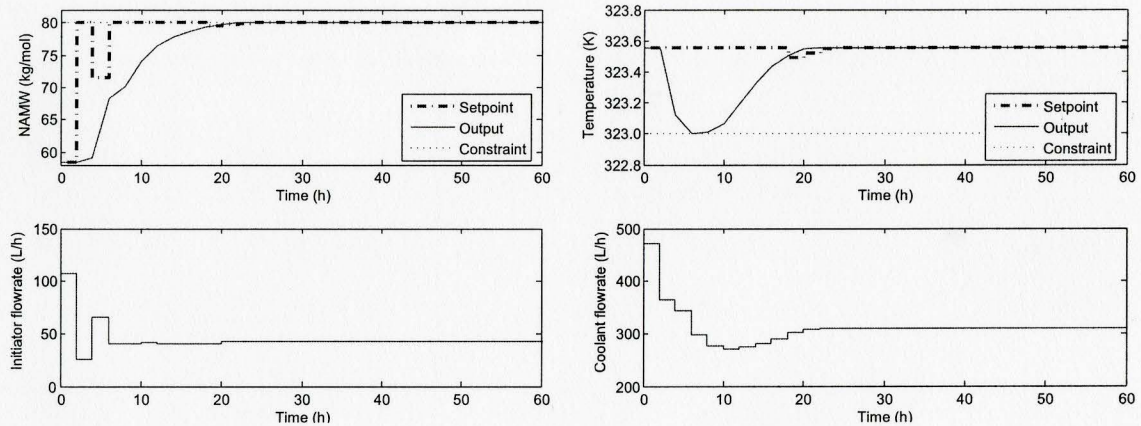 NAMW (kg/mol)
80
75
70
65
60
Setpoint
Output
Constraint
0 10 20 30 40 50 60
Time (h)
Temperature (K)
323.8
323.6
323.4
323.2
323.0
322.8
Setpoint
Output
Constraint
0 10 20 30 40 50 60
Time (h)
Initiator flowrate (L/h)
150
100
50
0
0 10 20 30 40 50 60
Time (h)
Coolant flowrate (L/h)
500
400
300
200
0 10 20 30 40 50 60
Time (h)